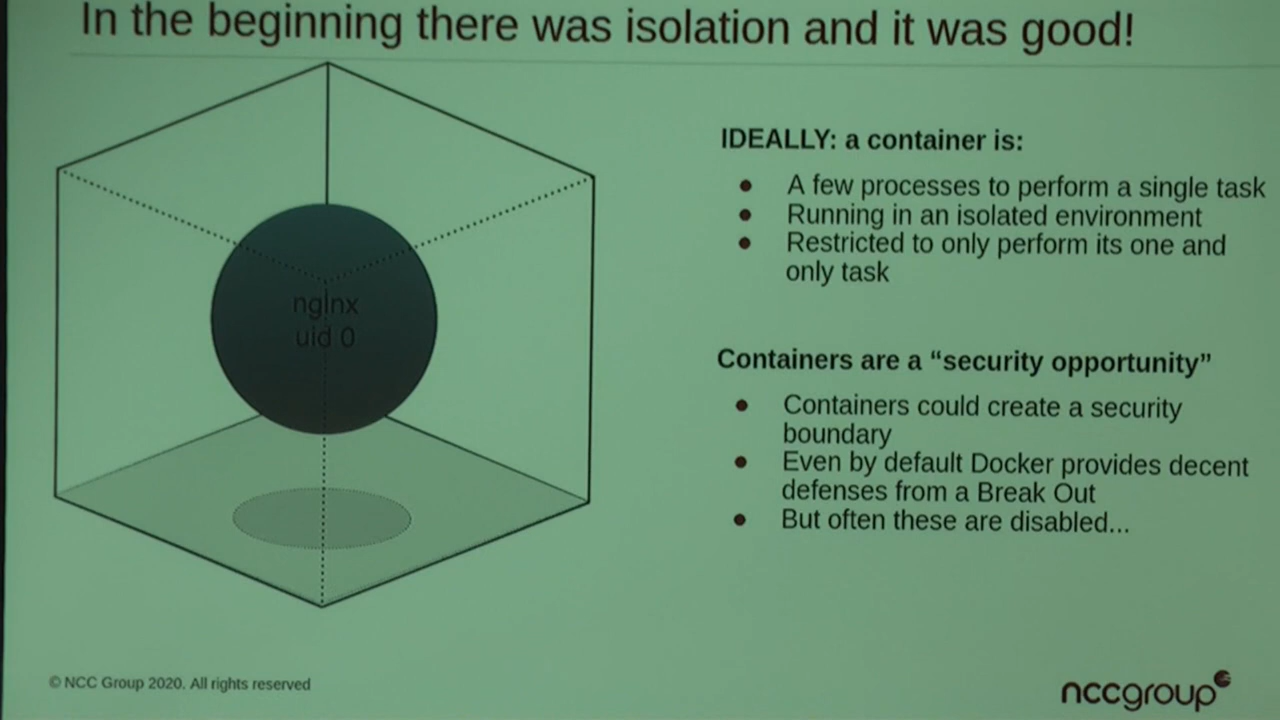 In the beginning there was isolation and it was good!
nginx
uid 0
IDEALLY: a container is:
● A few processes to perform a single task
● Running in an isolated environment
● Restricted to only perform its one and
only task
Containers are a “security opportunity”
● Containers could create a security
boundary
● Even by default Docker provides decent
defenses from a Break Out
● But often these are disabled...
© NCC Group 2020. All rights reserved
nccgroup